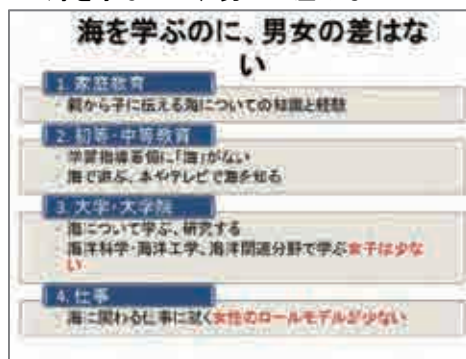 海を学ぶのに、男女の差はな
い
1. 家庭教育
親から子に伝える海についての知識と経験
2. 初等・中等教育
学習指導要領に「海」がない
海で遊ぶ、本やテレビで海を知る
3. 大学・大学院
海について学ぶ、研究する
海洋科学・海洋工学、海洋関連分野で学ぶ女子は少な
い
4. 仕事
海に関わる仕事に就く女性のロールモデルが少ない